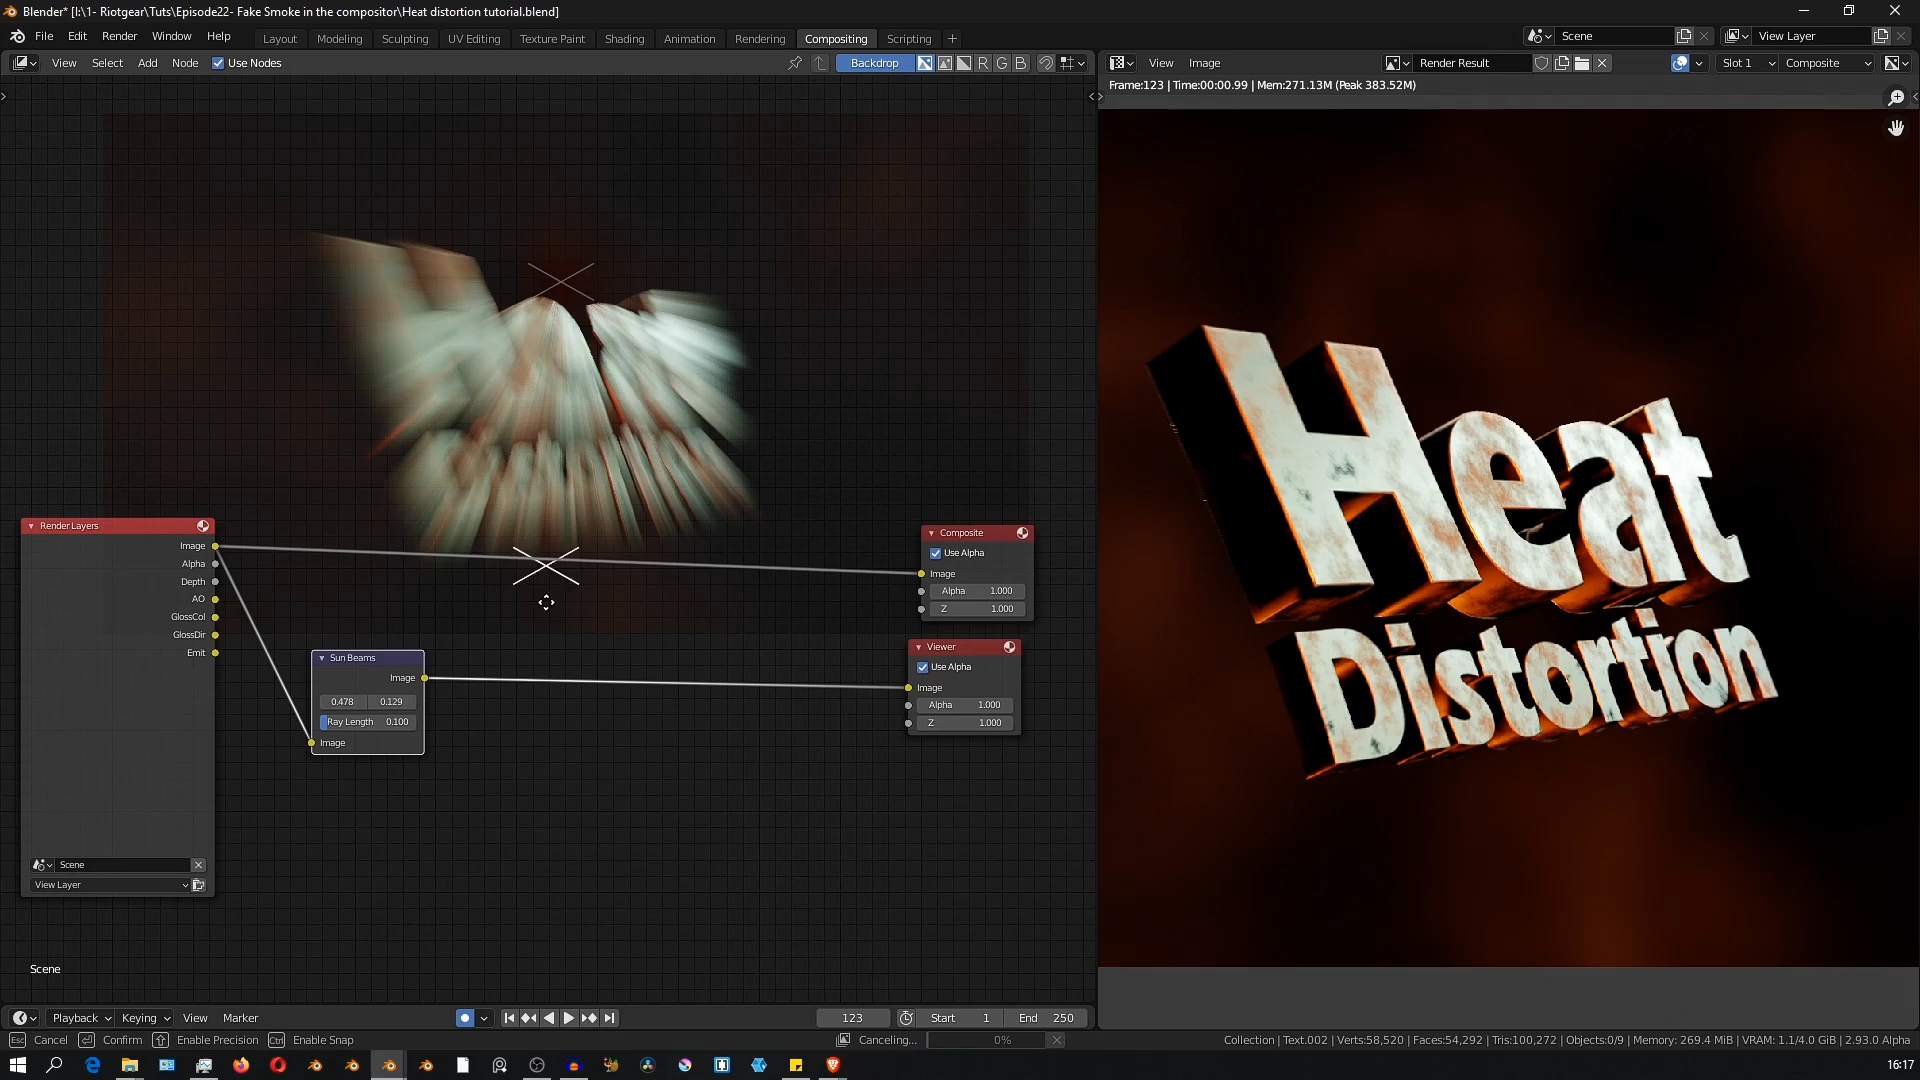 Blender* [I:\1- Riotgear\Tuts\Episode22- Fake Smoke in the compositor\Heat distortion tutorial.blend]
File Edit Render Window Help
Layout Modeling Sculpting UV Editing Texture Paint Shading Animation Rendering Compositing Scripting +
Scene
View Layer
View Select Add Node Use Nodes
Backdrop
R G B
View Image
Render Result
Slot 1
Composite
Frame:123 | Time:00:00.99 | Mem:271.13M (Peak 383.52M)
Render Layers
Image
Alpha
Depth
AO
GlossCol
GlossDir
Emit
Scene
View Layer
Sun Beams
Image
0.478 0.129
Ray Length 0.100
Image
Composite
Use Alpha
Image
Alpha 1.000
Z 1.000
Viewer
Use Alpha
Image
Alpha 1.000
Z 1.000
Heat
Distortion
Scene
Playback Keying View Marker
123
Start 1
End 250
Esc Cancel Confirm Enable Precision Ctrl Enable Snap
Canceling...
0%
Collection | Text.002 | Verts:58,520 | Faces:54,292 | Tris:100,272 | Objects:0/9 | Memory: 269.4 MiB | VRAM: 1.1/4.0 GiB | 2.93.0 Alpha
16:17